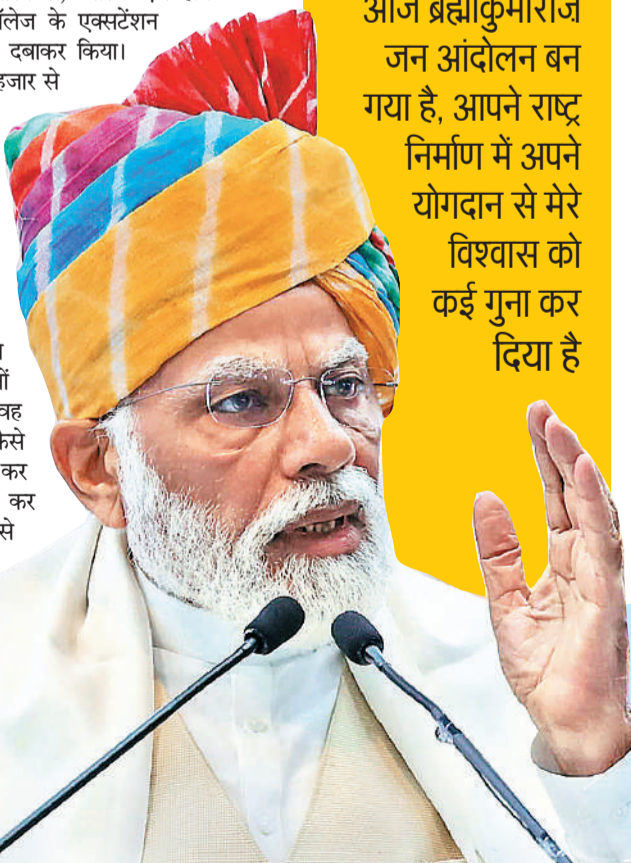 लेज के एक्सटेंशन
दबाकर किया।
हजार से
आज ब्रह्माकुमारीज़
जन आंदोलन बन
गया है, आपने राष्ट्र
निर्माण में अपने
योगदान से मेरे
विश्वास को
कई गुना कर
दिया है
वह
कैसे
कर
कर
से